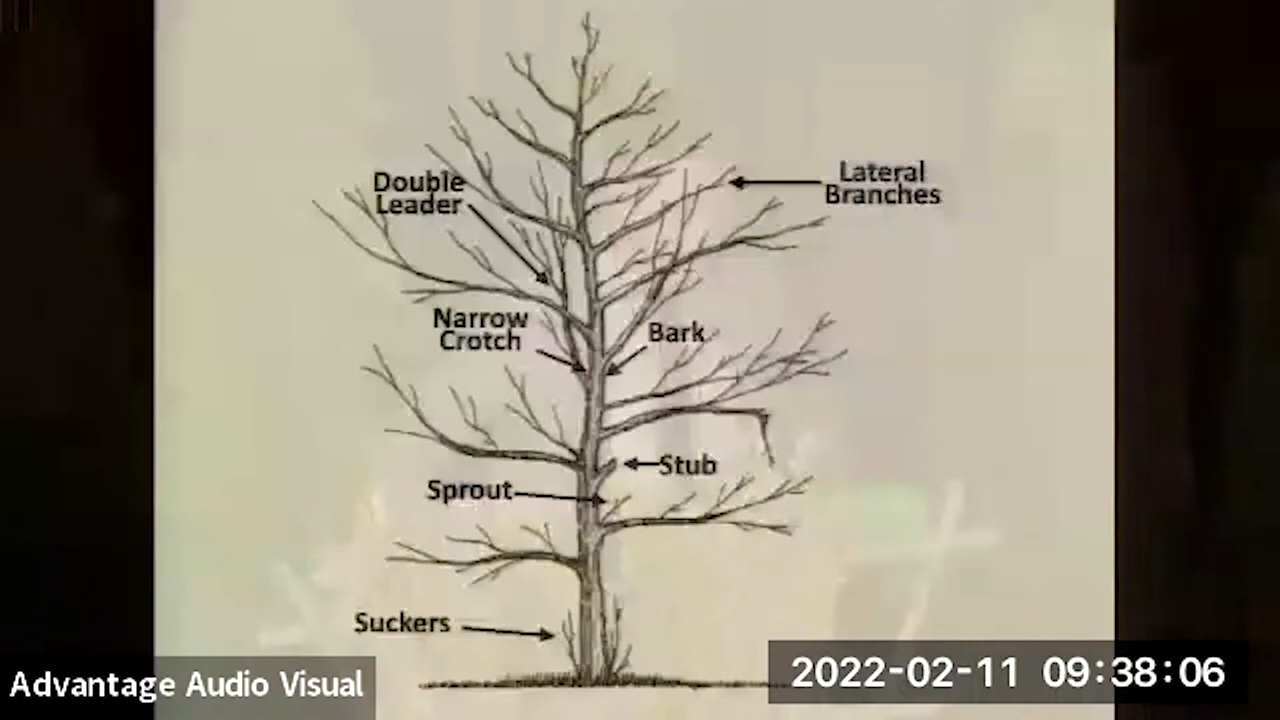 Double
Leader
Lateral
Branches
Narrow
Crotch
Bark
Stub
Sprout
Suckers
Advantage Audio Visual
2022-02-11 09:38:06